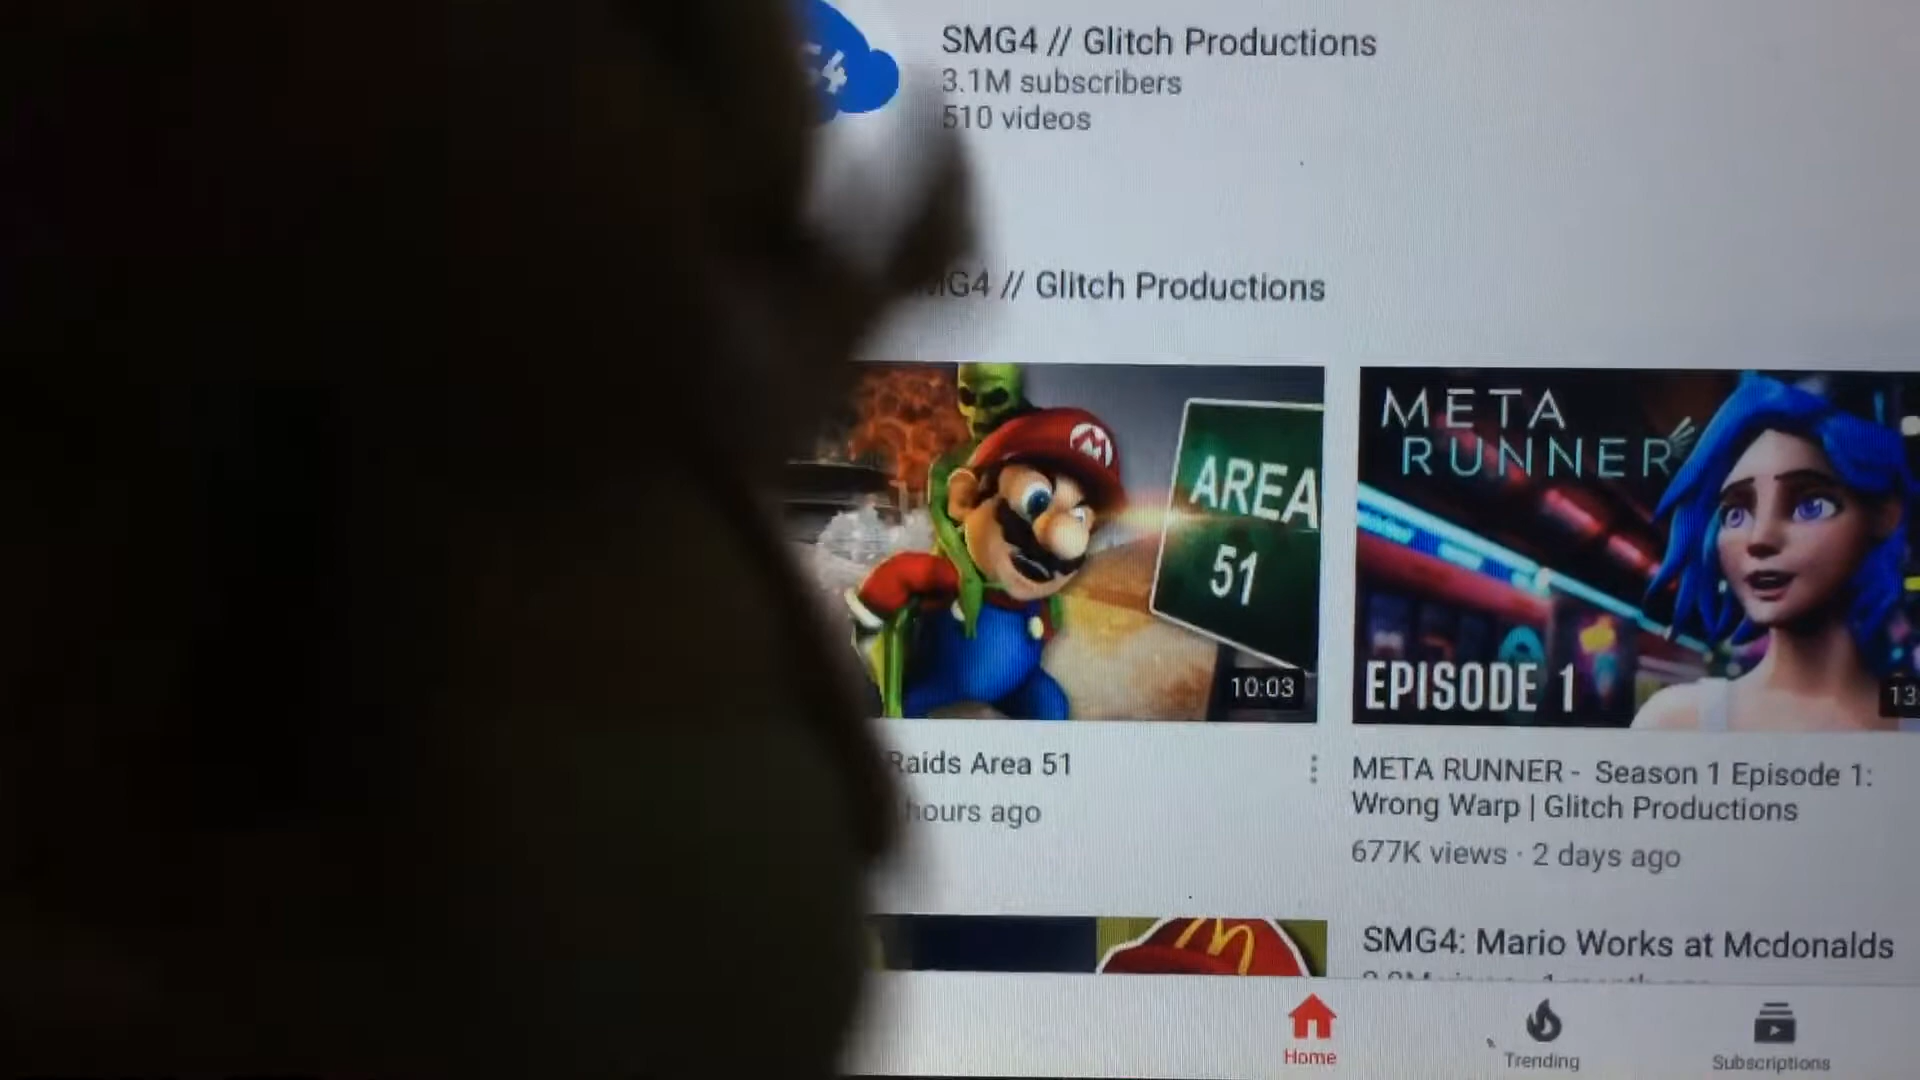 SMG4 // Glitch Productions
3.1M subscribers
510 videos
G4 // Glitch Productions
AREA
51
10:03
META
RUNNER
EPISODE 1
13
Raids Area 51
hours ago
META RUNNER - Season 1 Episode 1:
Wrong Warp | Glitch Productions
677K views · 2 days ago
SMG4: Mario Works at Mcdonalds
Home
Trending
Subscriptions